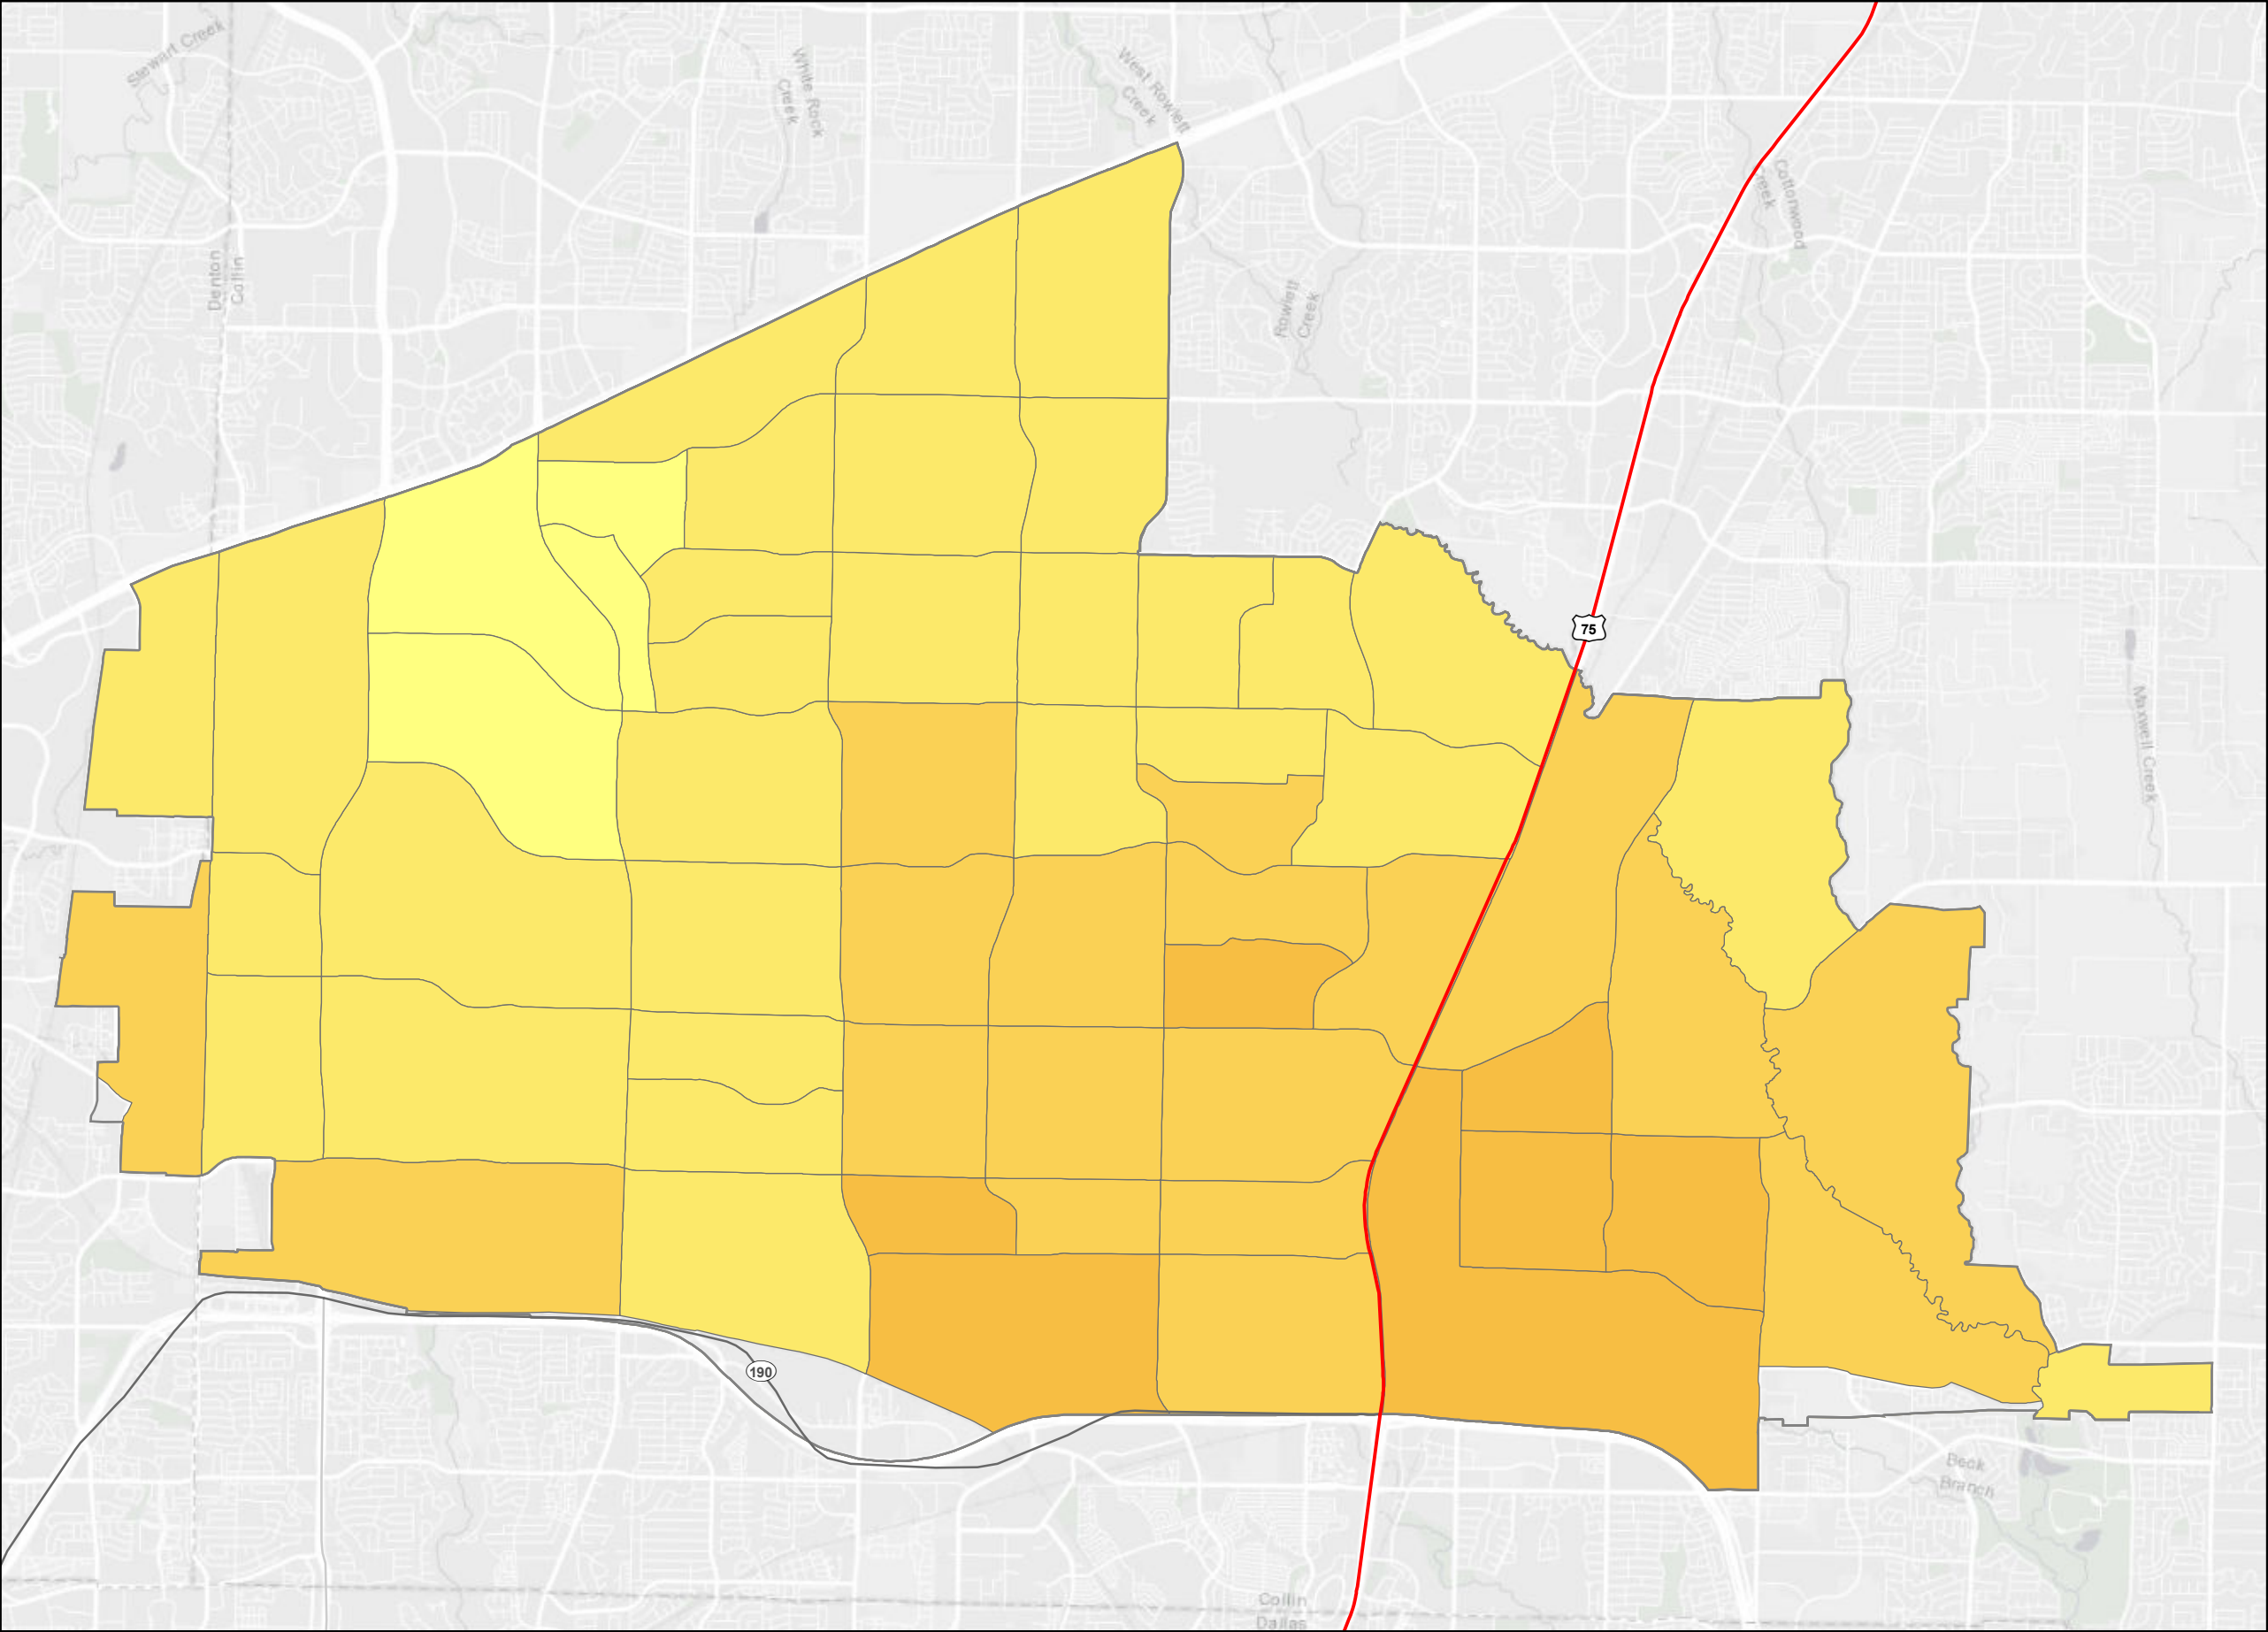 Stewart Creek
White Rock
Creek
West Rowlett
Creek
Cottonwood
Creek
Denton
Collin
Rowlett
Creek
75
Maxwell Creek
190
Beck
Branch
Collin
Dallas